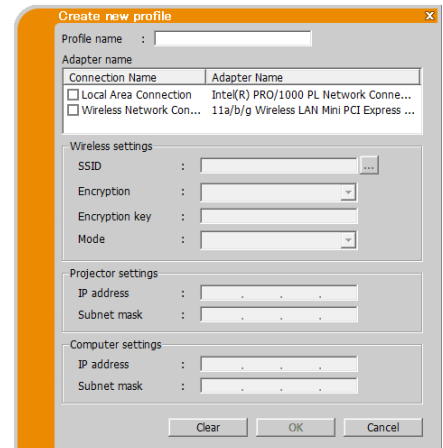 Create new profile x
Profile name :
Adapter name
Connection Name Adapter Name
Local Area Connection Intel(R) PRO/1000 PL Network Conne...
Wireless Network Con... 11a/b/g Wireless LAN Mini PCI Express ...
Wireless settings
SSID : ...
Encryption :
Encryption key :
Mode :
Projector settings
IP address : . . .
Subnet mask : . . .
Computer settings
IP address : . . .
Subnet mask : . . .
Clear OK Cancel